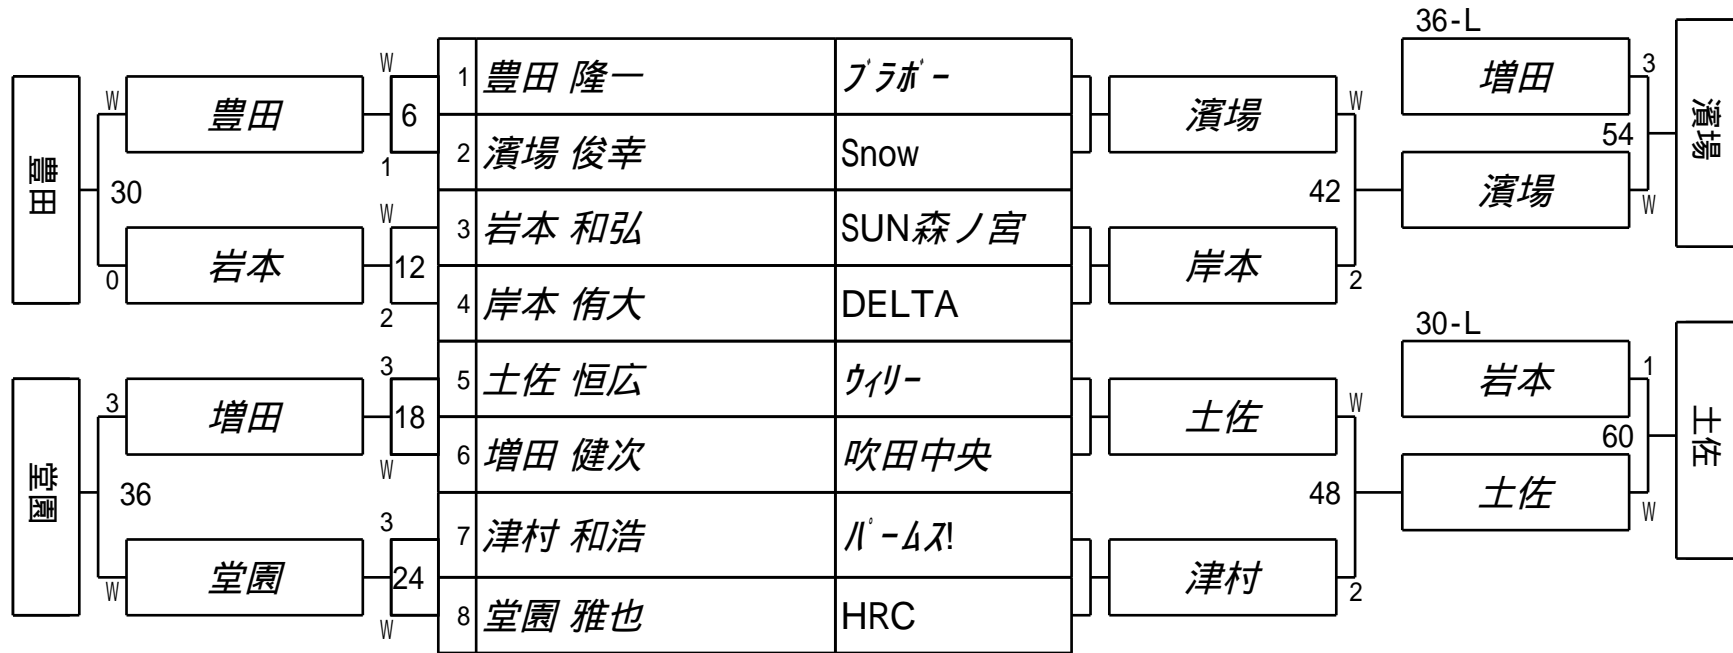 36-L
W
W
豊田
6
1
豊田 隆一
ﾌﾞﾗﾎﾞｰ
濱場
W
増田
3
濱場
豊田
30
1
2
濱場 俊幸
Snow
54
42
濱場
W
W
3
岩本 和弘
SUN森ノ宮
0
岩本
12
岸本
2
2
4
岸本 侑大
DELTA
30-L
3
3
増田
18
5
土佐 恒広
ｳｨﾘｰ
土佐
W
岩本
1
土佐
堂園
36
W
6
増田 健次
吹田中央
60
48
土佐
W
3
7
津村 和浩
ﾊﾟｰﾑｽ!
W
堂園
24
津村
2
W
8
堂園 雅也
HRC